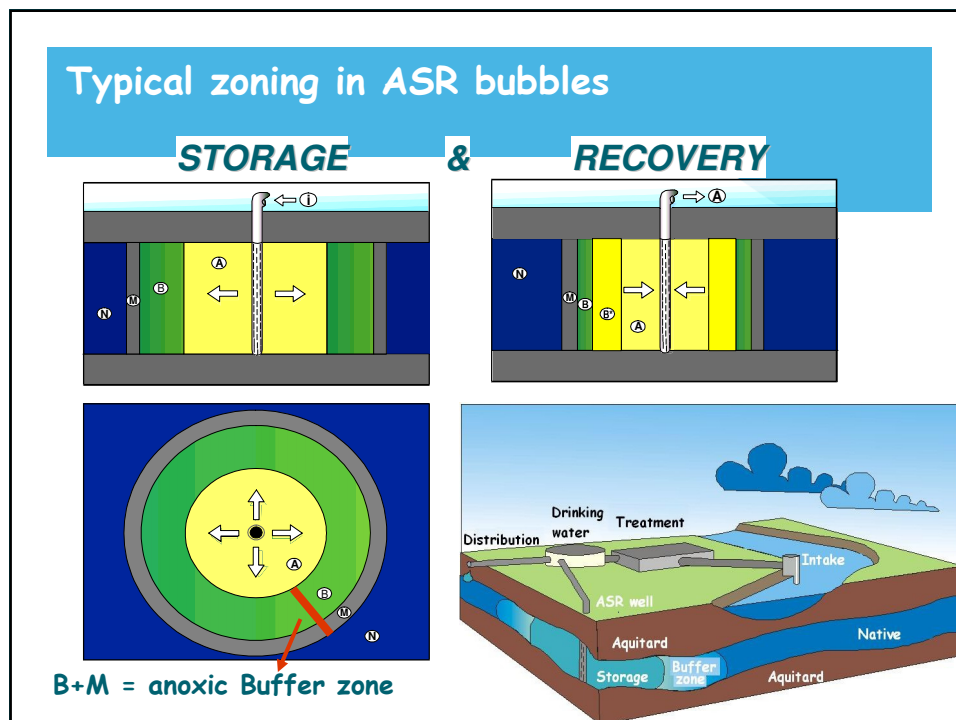 Typical zoning in ASR bubbles
STORAGE & RECOVERY
i
A
B
M
N
A
N
M
B
B*
A
A
B
M
N
B+M = anoxic Buffer zone
Distribution
Drinking
water
Treatment
Intake
ASR well
Aquitard
Native
Storage
Buffer
zone
Aquitard